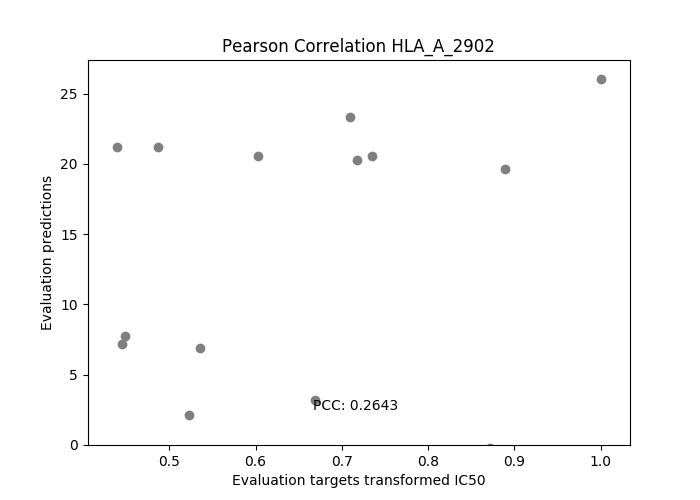 Pearson Correlation HLA_A_2902
Evaluation predictions
25
20
15
10
5
0
PCC: 0.2643
0.5 0.6 0.7 0.8 0.9 1.0
Evaluation targets transformed IC50